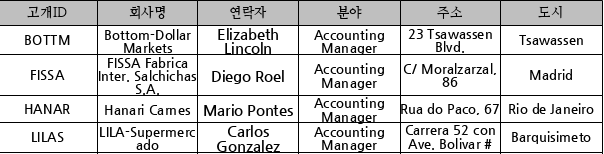 고개ID 회사명 연락자 분야 주소 도시
BOTTM Bottom-Dollar Markets Elizabeth Lincoln Accounting Manager 23 Tsawassen Blvd. Tsawassen
FISSA FISSA Fabrica Inter. Salchichas S.A. Diego Roel Accounting Manager C/ Moralzarzal, 86 Madrid
HANAR Hanari Carnes Mario Pontes Accounting Manager Rua do Paco, 67 Rio de Janeiro
LILAS LILA-Supermercado Carlos Gonzalez Accounting Manager Carrera 52 con Ave. Bolivar # Barquisimeto